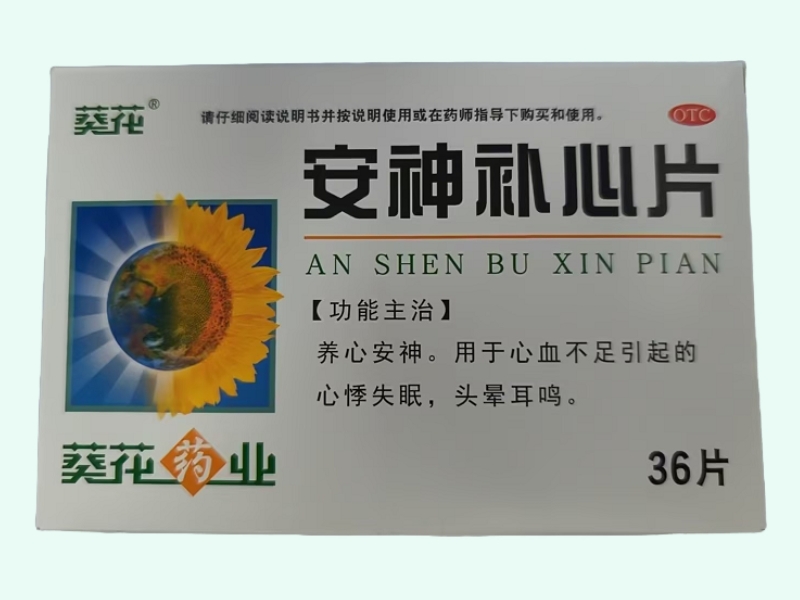 葵花®
请仔细阅读说明书并按说明使用或在药师指导下购买和使用。
OTC
安神补心片
AN SHEN BU XIN PIAN
【功能主治】
养心安神。用于心血不足引起的
心悸失眠，头晕耳鸣。
葵花药业
36片